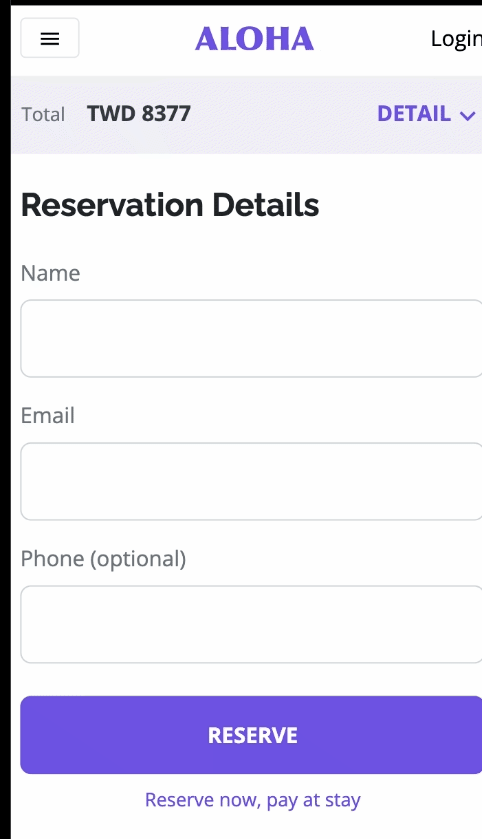 ALOHA
Login
Total TWD 8377 DETAIL
Reservation Details
Name
Email
Phone (optional)
RESERVE
Reserve now, pay at stay